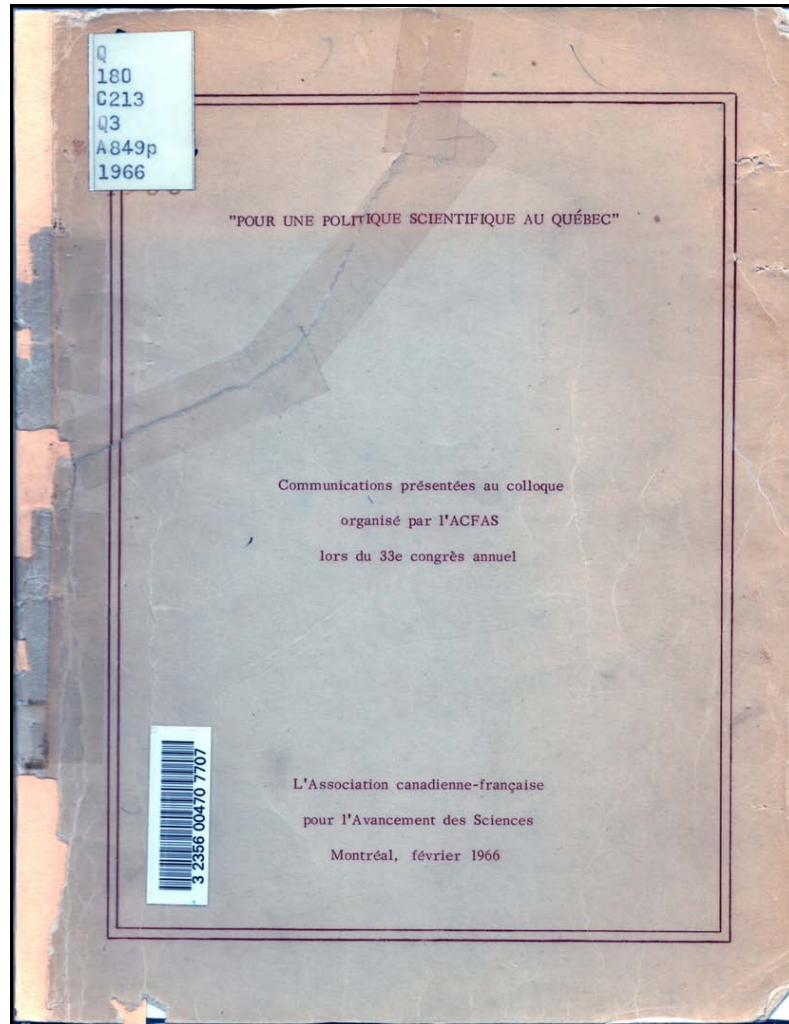 Q
180
C213
Q3
A849p
1966
"POUR UNE POLITIQUE SCIENTIFIQUE AU QUÉBEC"
Communications présentées au colloque
organisé par l'ACFAS
lors du 33e congrès annuel
L'Association canadienne-française
pour l'Avancement des Sciences
Montréal, février 1966
3 2356 00470 7707